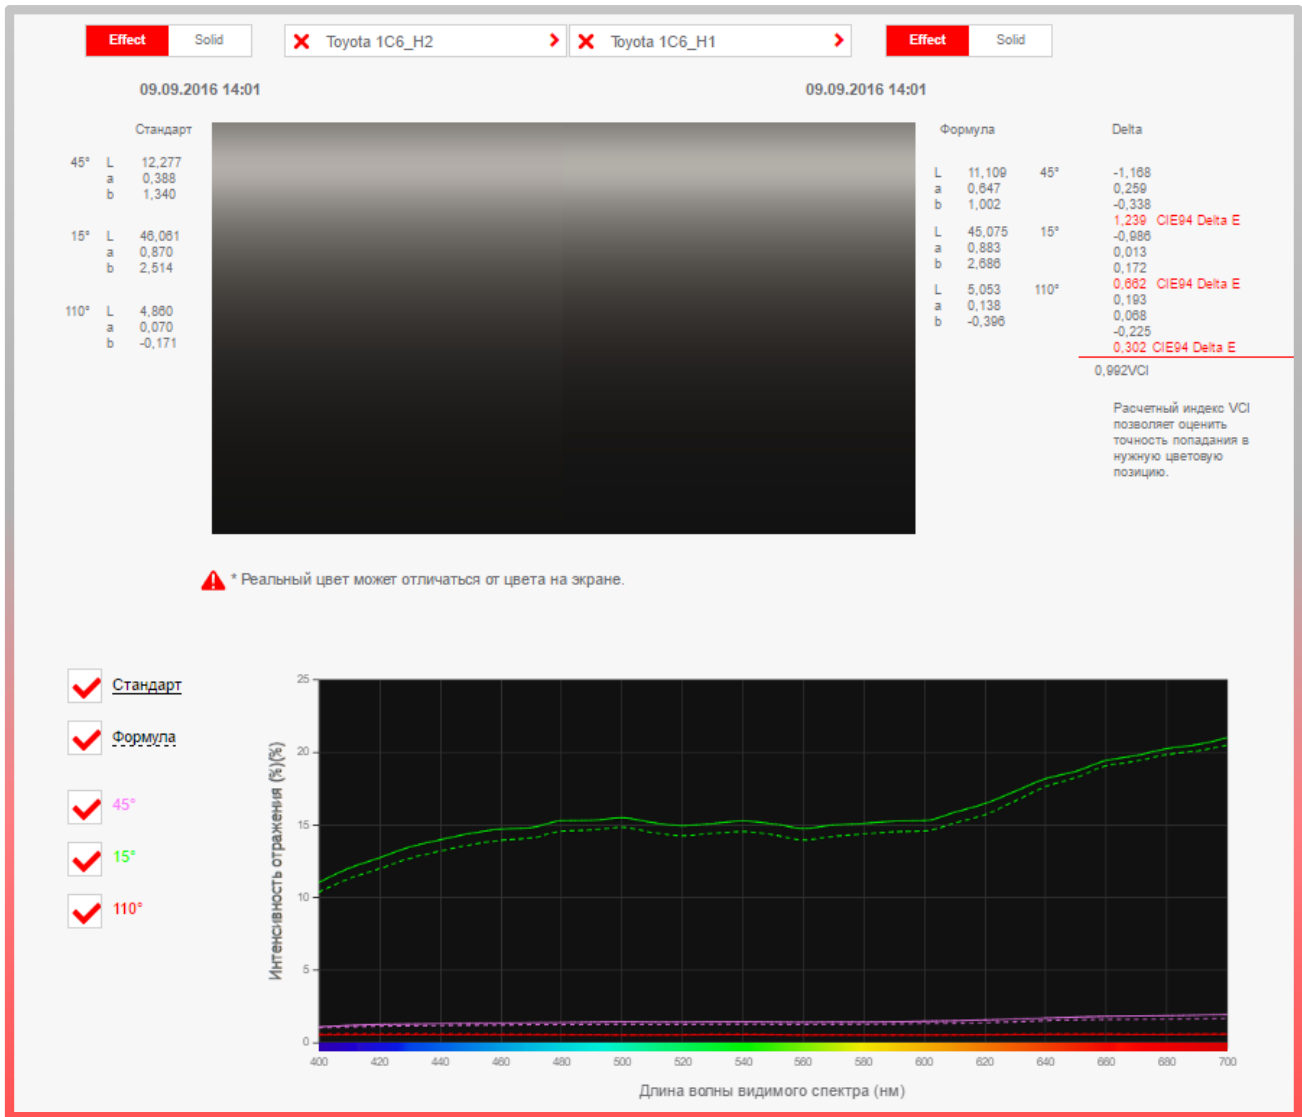 Effect Solid
Toyota 1C6_H2
Toyota 1C6_H1
Effect Solid
09.09.2016 14:01
09.09.2016 14:01
Стандарт
45° L 12,277
a 0,388
b 1,340
15° L 46,061
a 0,870
b 2,514
110° L 4,860
a 0,070
b -0,171
Формула
L 11,109 45°
a 0,647
b 1,002
L 45,075 15°
a 0,883
b 2,686
L 5,053 110°
a 0,138
b -0,396
Delta
-1,168
0,259
-0,338
1,239 CIE94 Delta E
-0,986
0,013
0,172
0,662 CIE94 Delta E
0,193
0,068
-0,225
0,302 CIE94 Delta E
0,992VCI
Расчетный индекс VCI
позволяет оценить
точность попадания в
нужную цветовую
позицию.
* Реальный цвет может отличаться от цвета на экране.
Стандарт
Формула
45°
15°
110°
Интенсивность отражения (%)(%)
25
20
15
10
5
0
400 420 440 460 480 500 520 540 560 580 600 620 640 660 680 700
Длина волны видимого спектра (нм)